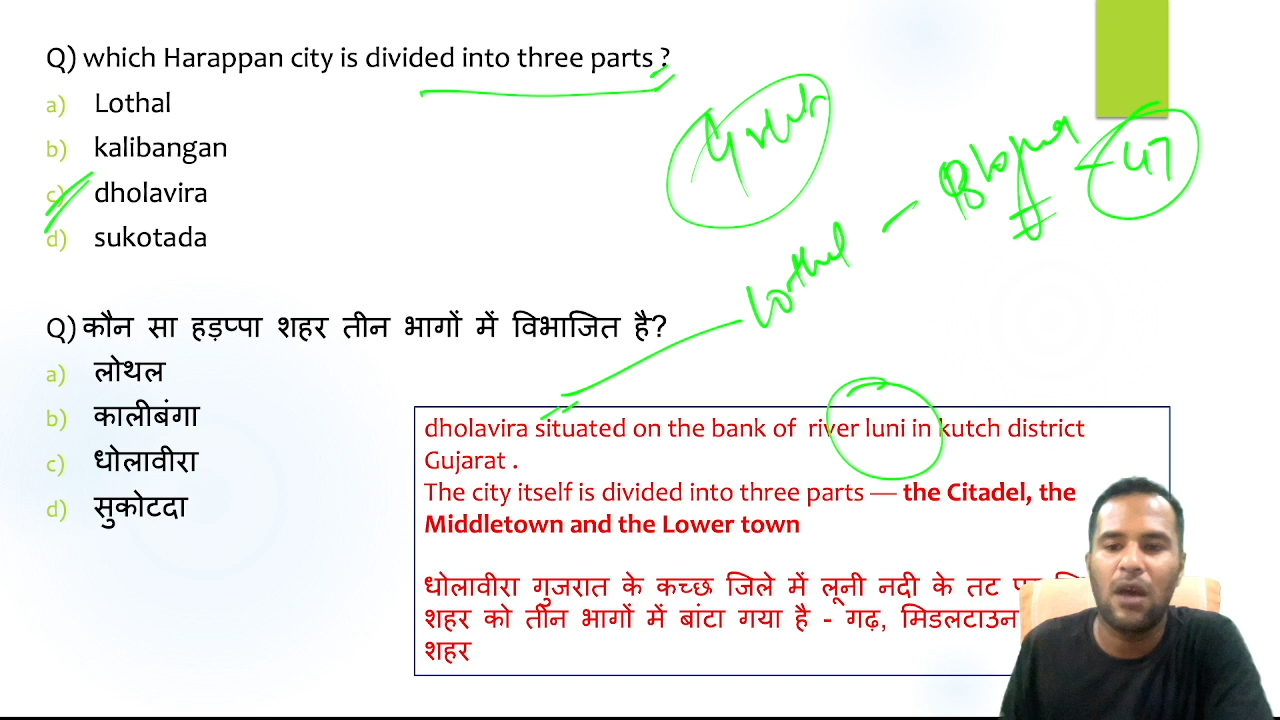 Q) which Harappan city is divided into three parts ?
a) Lothal
b) kalibangan
c) dholavira
d) sukotada
Q) कौन सा हड़प्पा शहर तीन भागों में विभाजित है?
a) लोथल
b) कालीबंगा
c) धोलावीरा
d) सुकोटदा
Lothal –
47
dholavira situated on the bank of river luni in kutch district
Gujarat .
The city itself is divided into three parts — the Citadel, the
Middletown and the Lower town
धोलावीरा गुजरात के कच्छ जिले में लूनी नदी के तट
शहर को तीन भागों में बांटा गया है - गढ़, मिडलटाउन
शहर